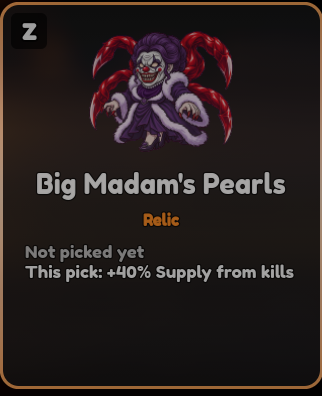 Z
Big Madam's Pearls
Relic
Not picked yet
This pick: +40% Supply from kills